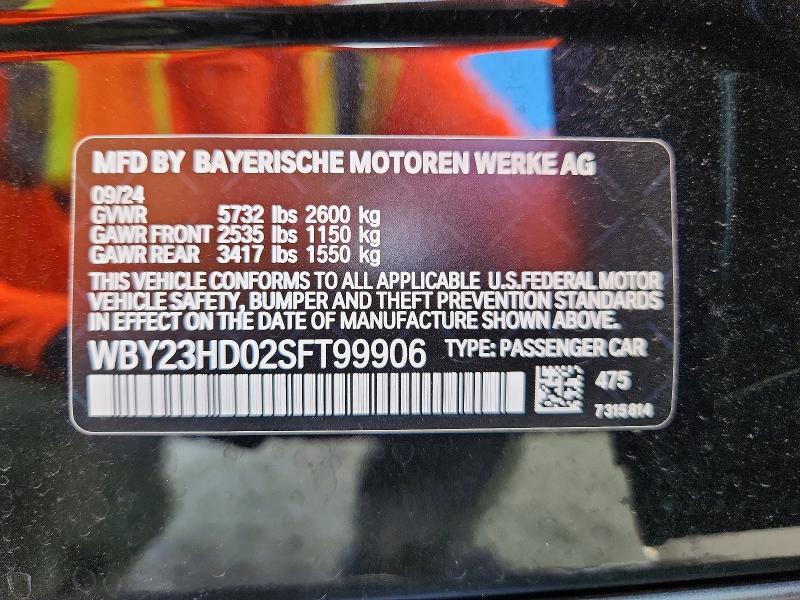 MFD BY BAYERISCHE MOTOREN WERKE AG
09/24
GVWR 5732 lbs 2600 kg
GAWR FRONT 2535 lbs 1150 kg
GAWR REAR 3417 lbs 1550 kg
THIS VEHICLE CONFORMS TO ALL APPLICABLE U.S.FEDERAL MOTOR
VEHICLE SAFETY, BUMPER AND THEFT PREVENTION STANDARDS
IN EFFECT ON THE DATE OF MANUFACTURE SHOWN ABOVE.
WBY23HD02SFT99906 TYPE: PASSENGER CAR
475
7315814